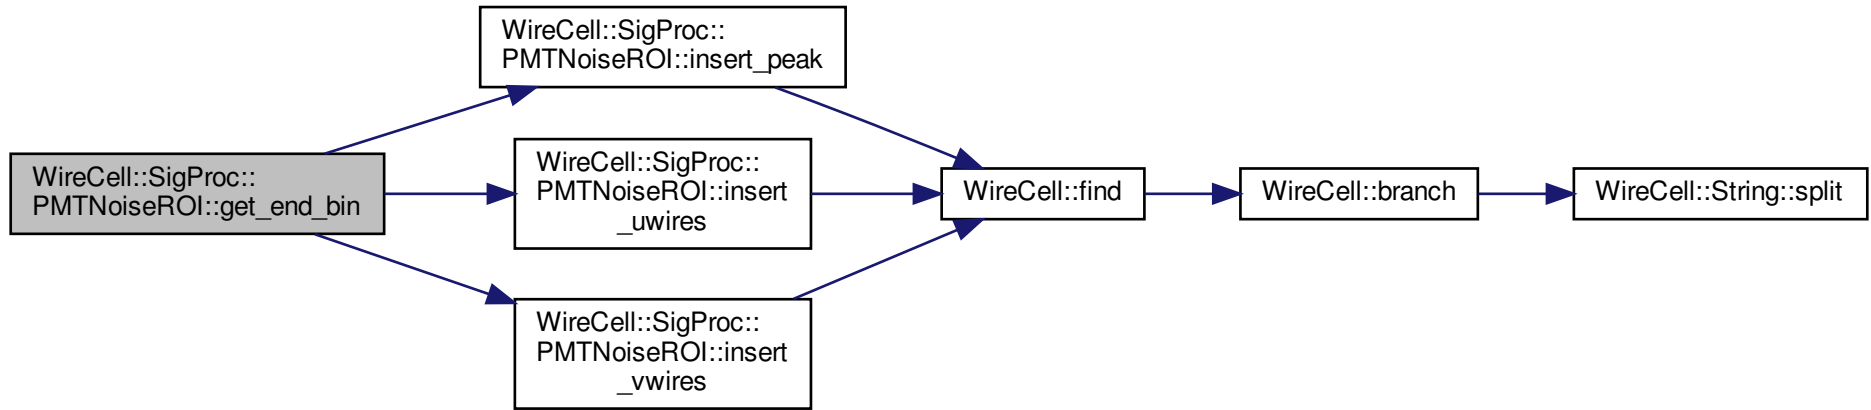 WireCell::SigProc::
PMTNoiseROI::get_end_bin
WireCell::SigProc::
PMTNoiseROI::insert_peak
WireCell::SigProc::
PMTNoiseROI::insert
_uwires
WireCell::SigProc::
PMTNoiseROI::insert
_vwires
WireCell::find
WireCell::branch
WireCell::String::split